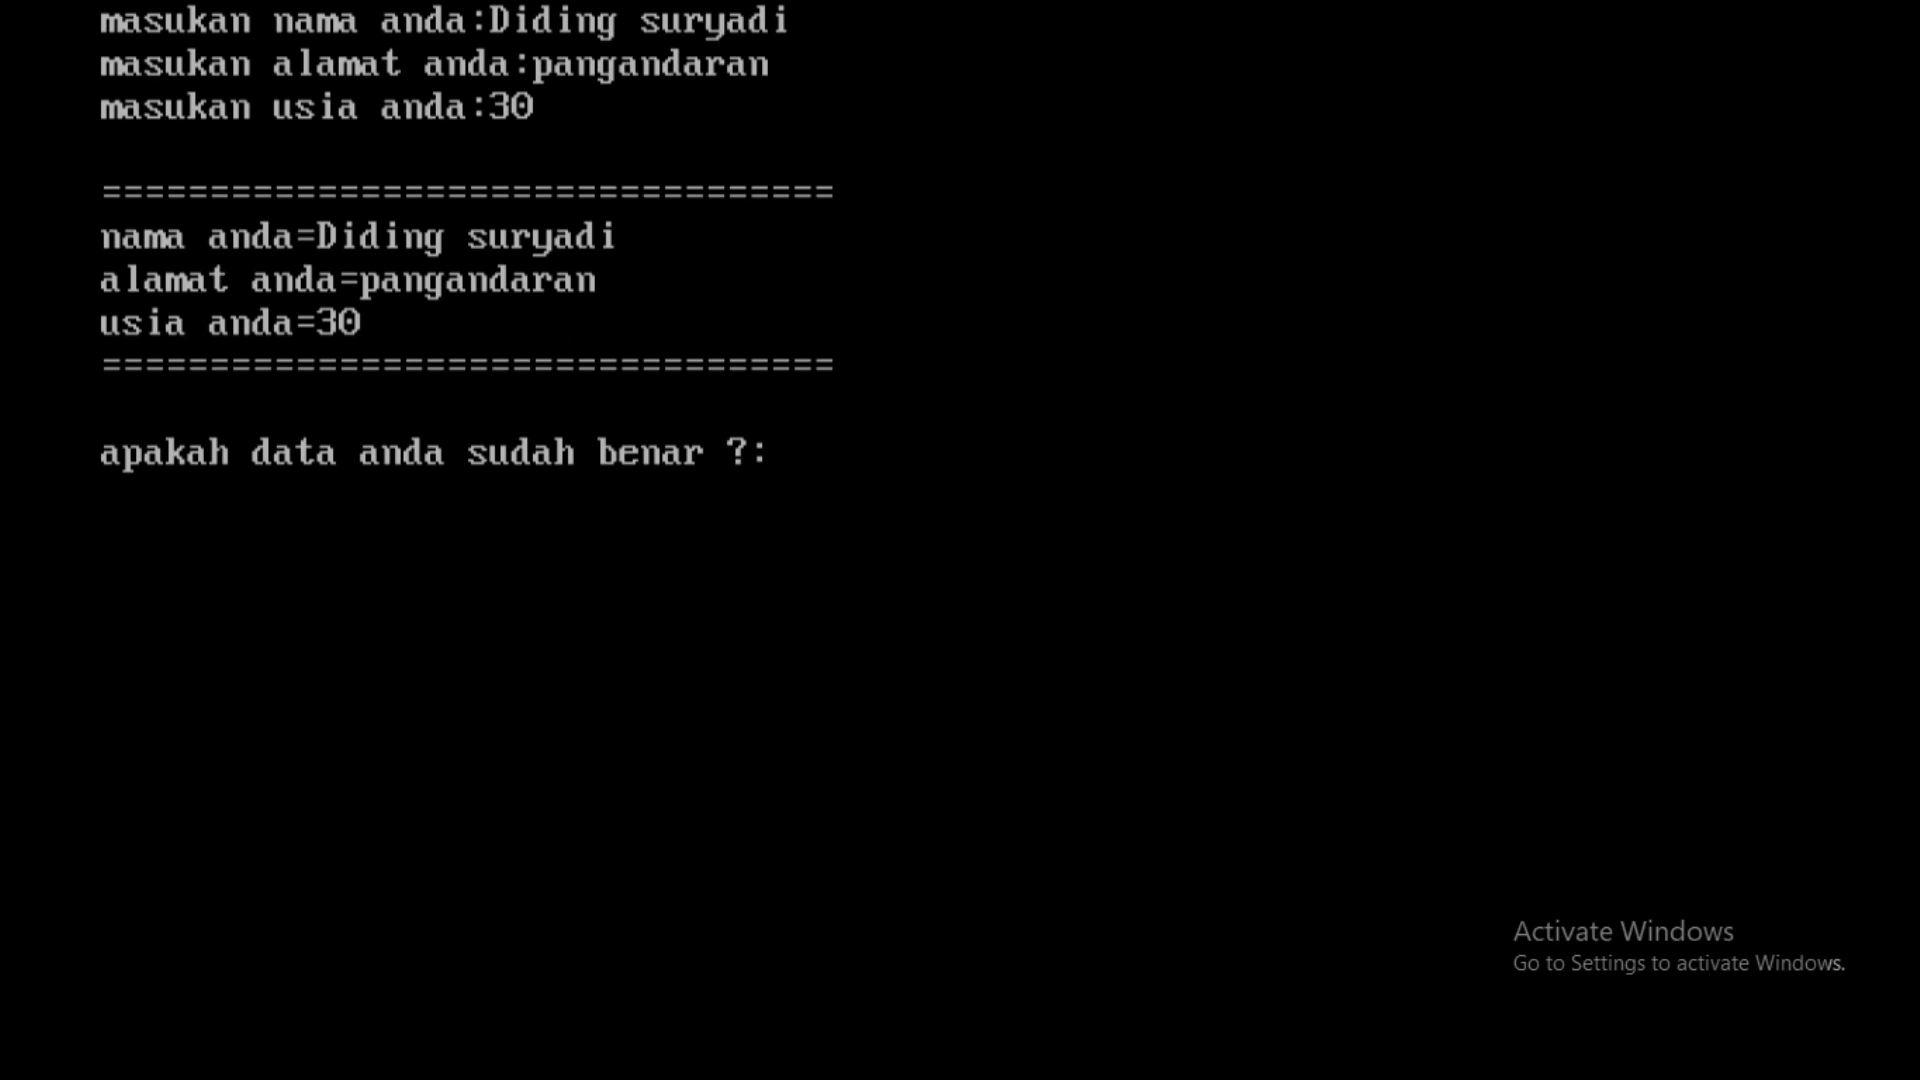 masukan nama anda:Diding suryadi
masukan alamat anda:pangandaran
masukan usia anda:30
==================================
nama anda=Diding suryadi
alamat anda=pangandaran
usia anda=30
==================================
apakah data anda sudah benar ?:
Activate Windows
Go to Settings to activate Windows.